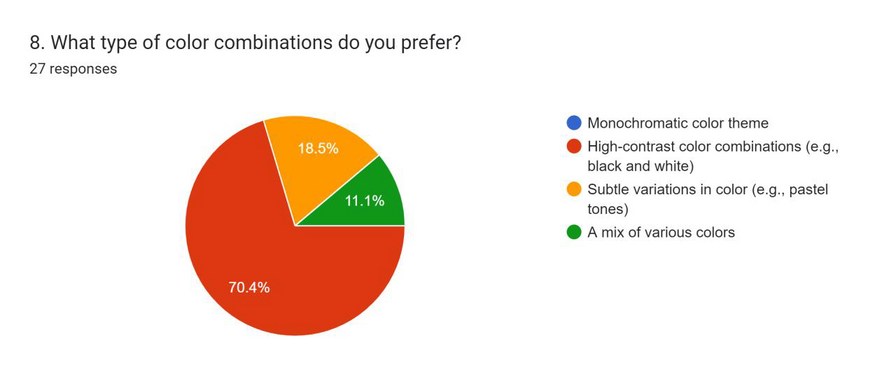 8. What type of color combinations do you prefer?
27 responses
18.5%
11.1%
70.4%
Monochromatic color theme
High-contrast color combinations (e.g.,
black and white)
Subtle variations in color (e.g., pastel
tones)
A mix of various colors